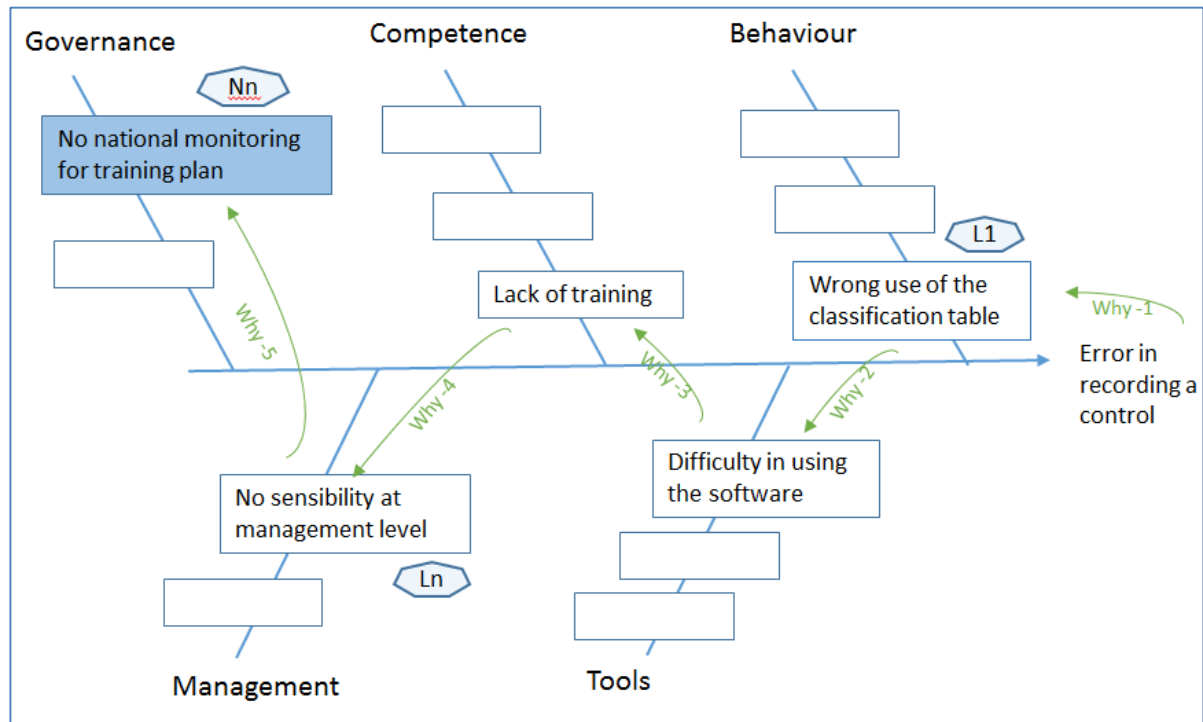 Governance
Competence
Behaviour
Nn
No national monitoring
for training plan
L1
Lack of training
Wrong use of the
classification table
Why -1
Why -5
Why -4
Why -3
Why -2
Error in
recording a
control
No sensibility at
management level
Difficulty in using
the software
Ln
Management
Tools